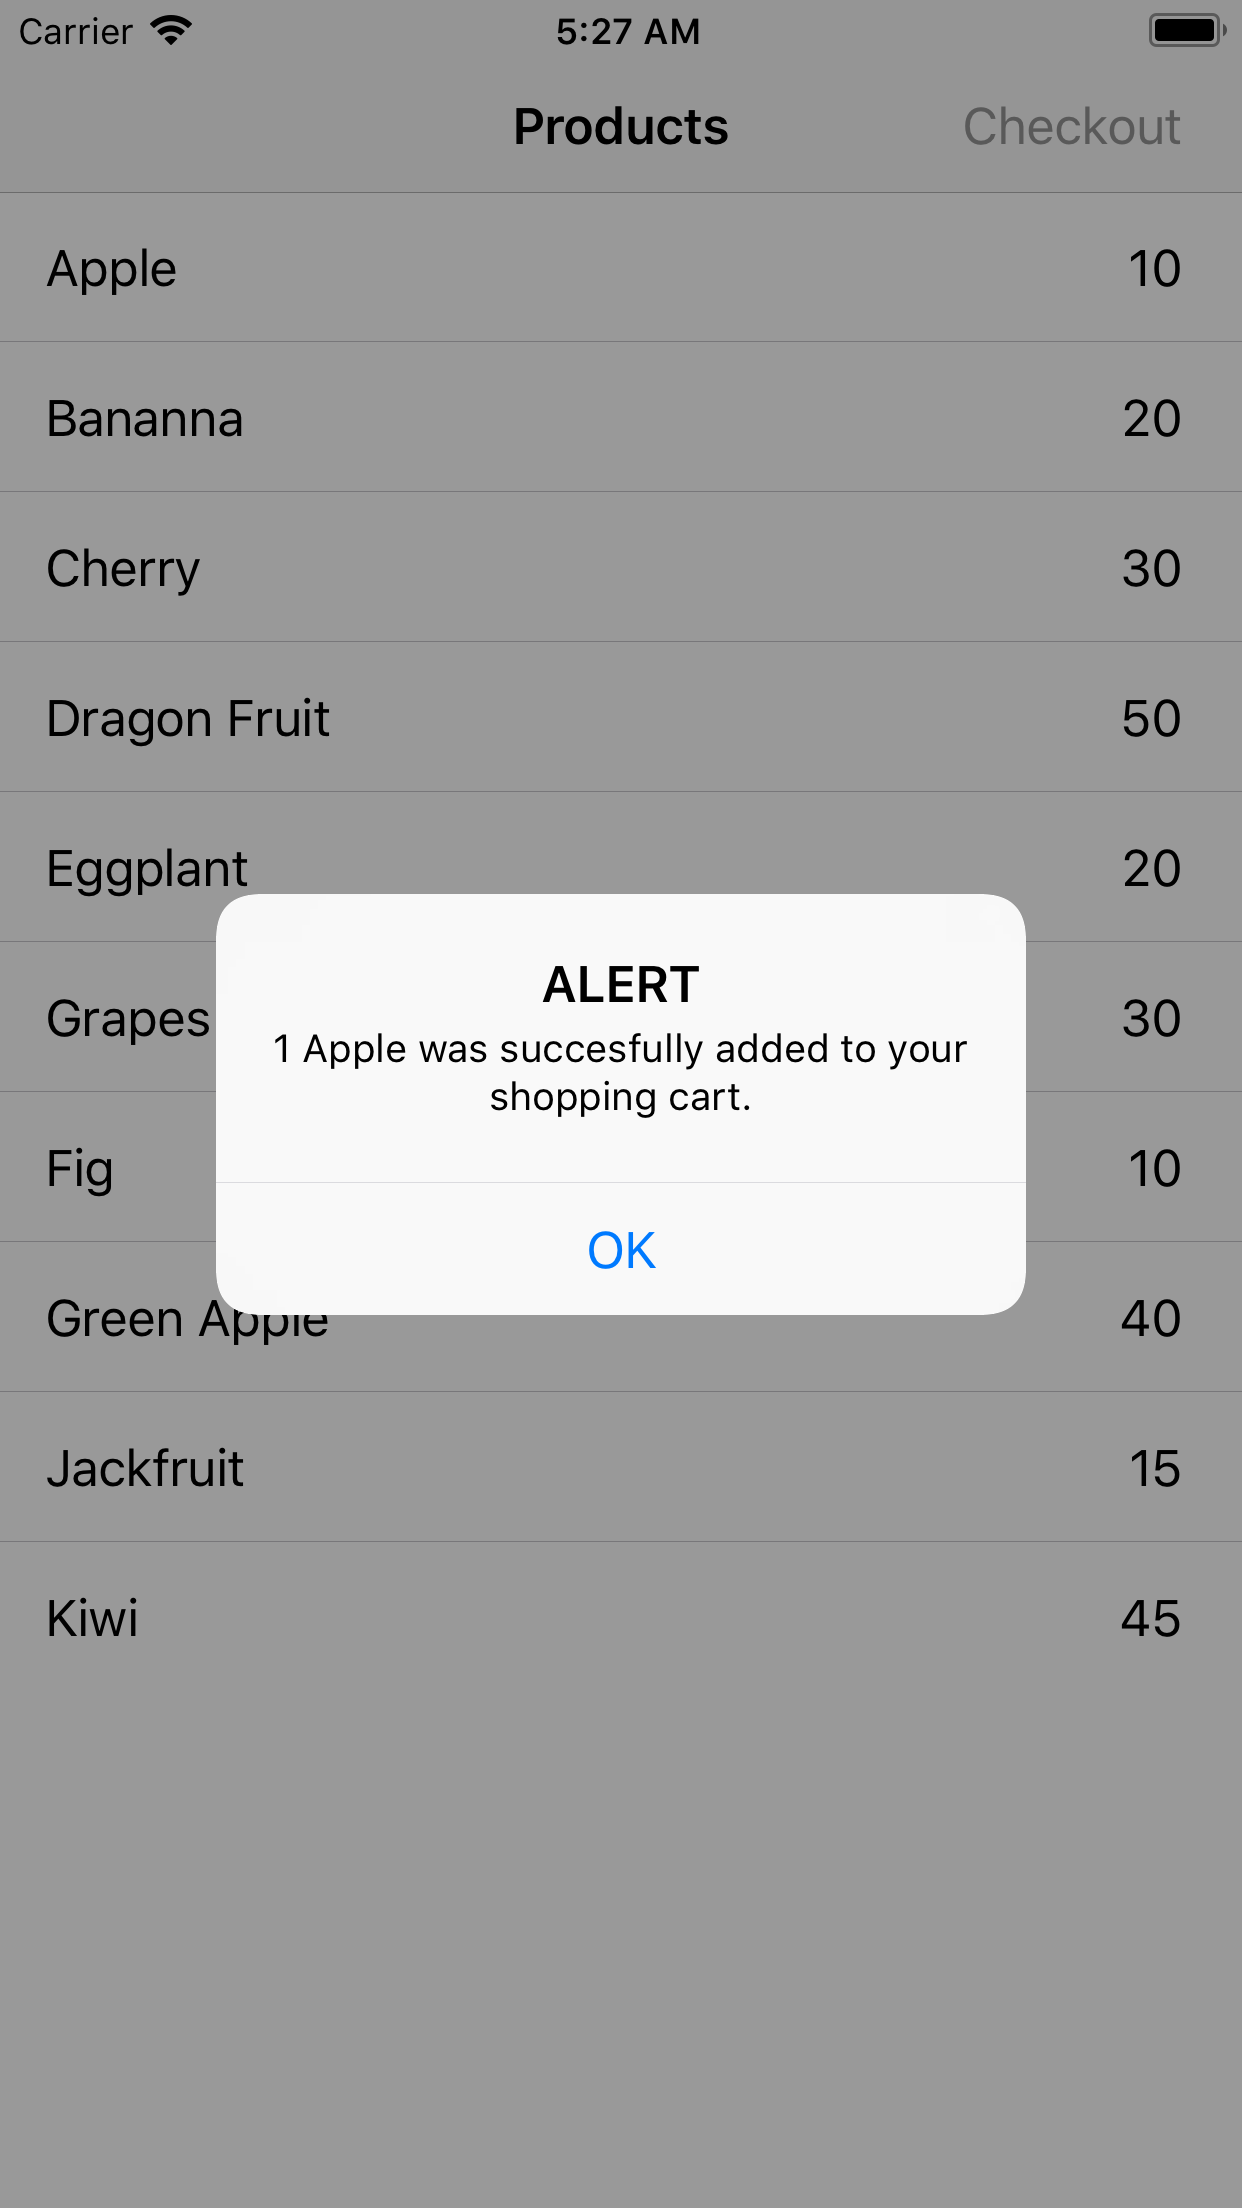 Carrier 5:27 AM
Products Checkout
Apple 10
Bananna 20
Cherry 30
Dragon Fruit 50
Eggplant 20
ALERT
1 Apple was succesfully added to your
shopping cart.
OK
Grapes 30
Fig 10
Green Apple 40
Jackfruit 15
Kiwi 45